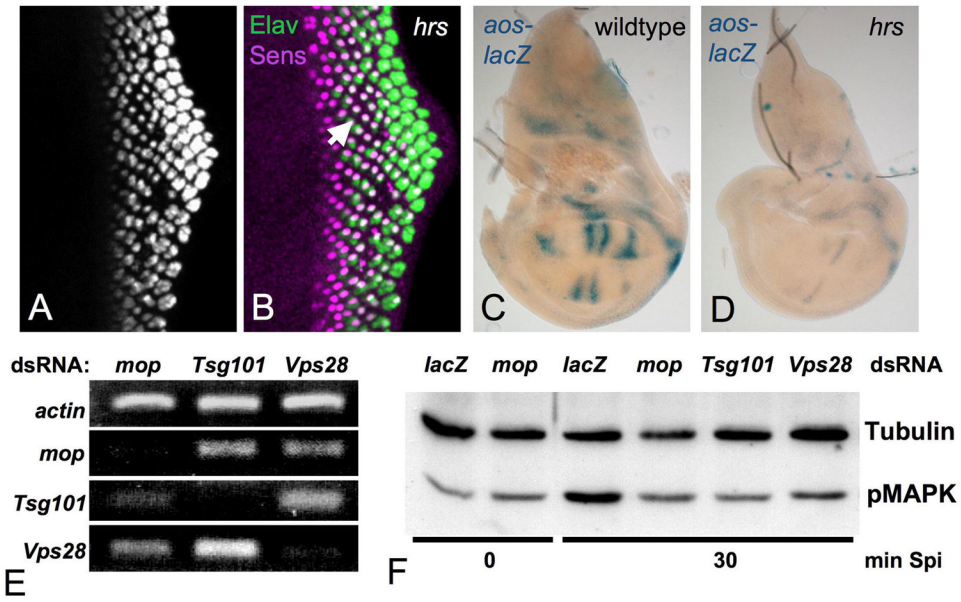 A
Elav
Sens
hrs
B
aos-
lacZ
wildtype
C
aos-
lacZ
hrs
D
dsRNA: mop Tsg101 Vps28
actin
mop
Tsg101
Vps28
E
lacZ mop lacZ mop Tsg101 Vps28 dsRNA
Tubulin
pMAPK
0 30 min Spi
F